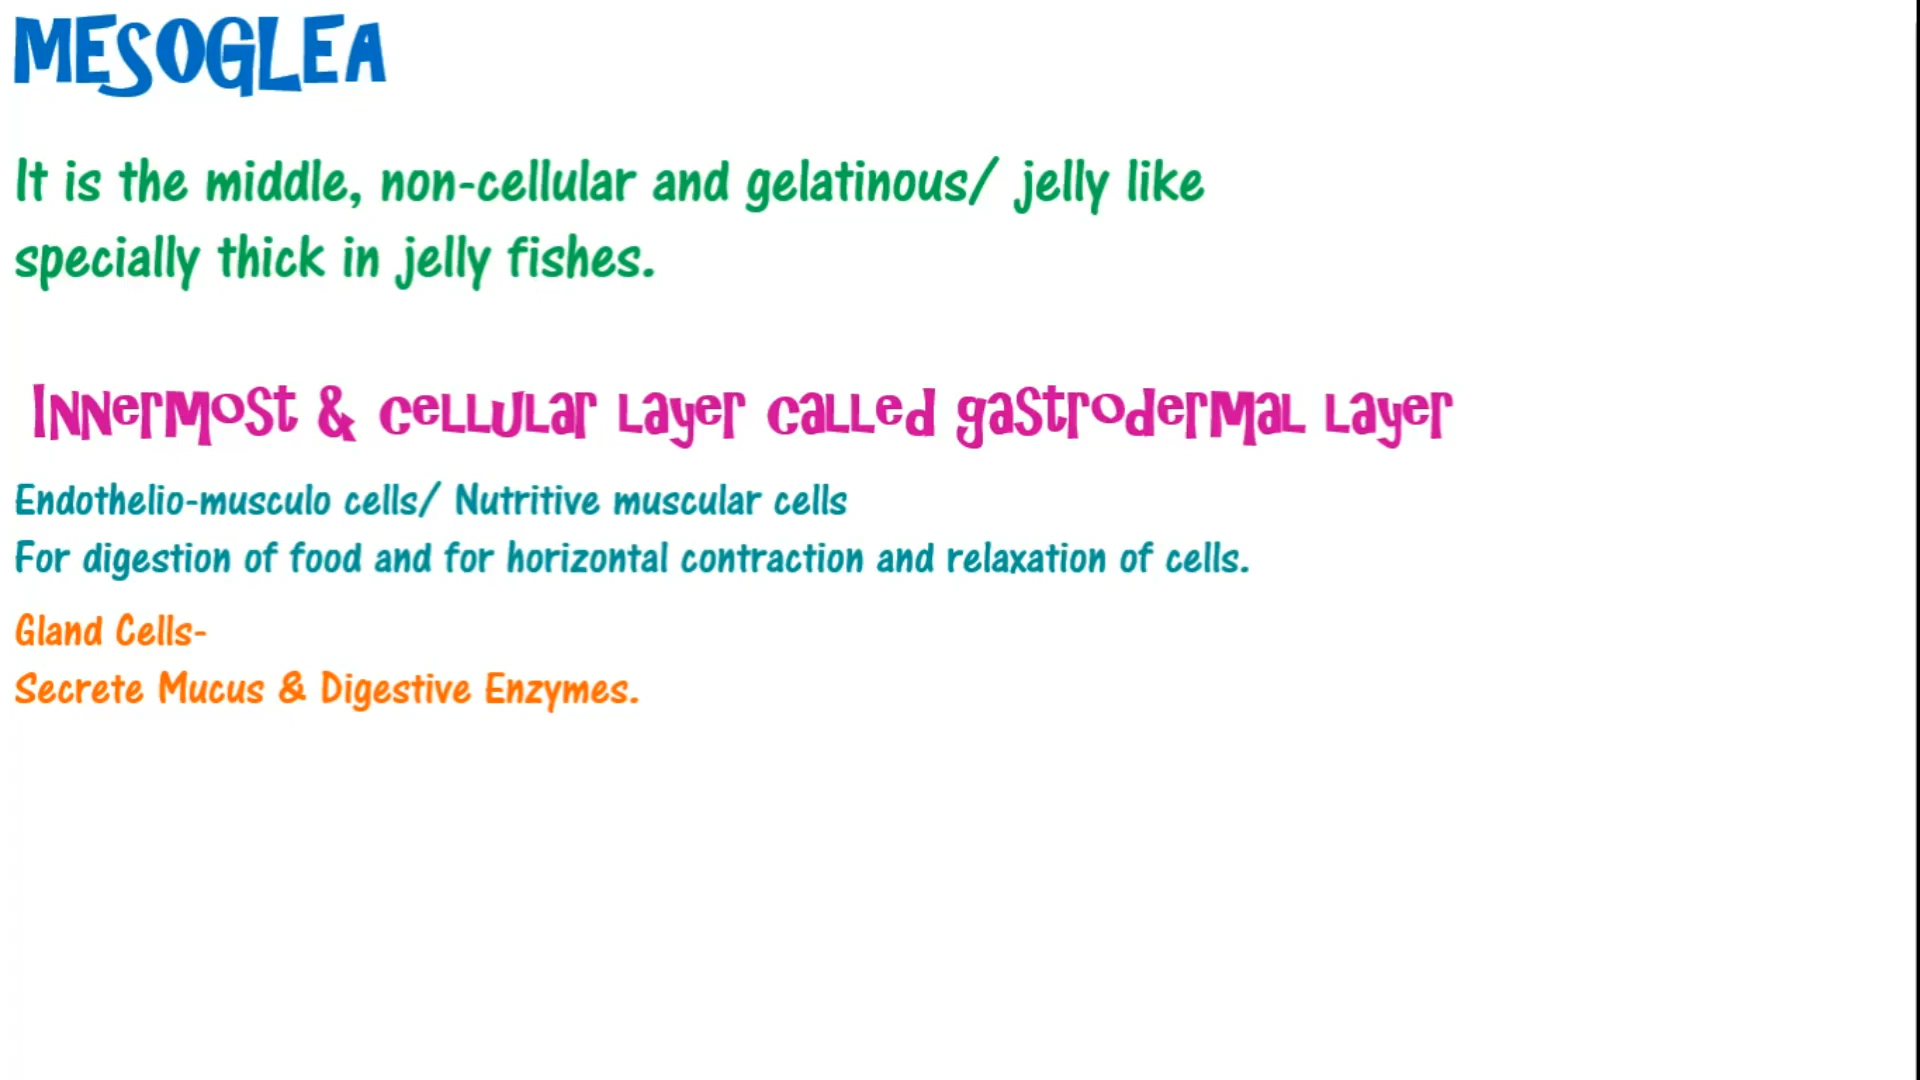 MESOGLEA
It is the middle, non-cellular and gelatinous/ jelly like
specially thick in jelly fishes.
Innermost & cellular layer called gastrodermal layer
Endothelio-musculo cells/ Nutritive muscular cells
For digestion of food and for horizontal contraction and relaxation of cells.
Gland Cells-
Secrete Mucus & Digestive Enzymes.